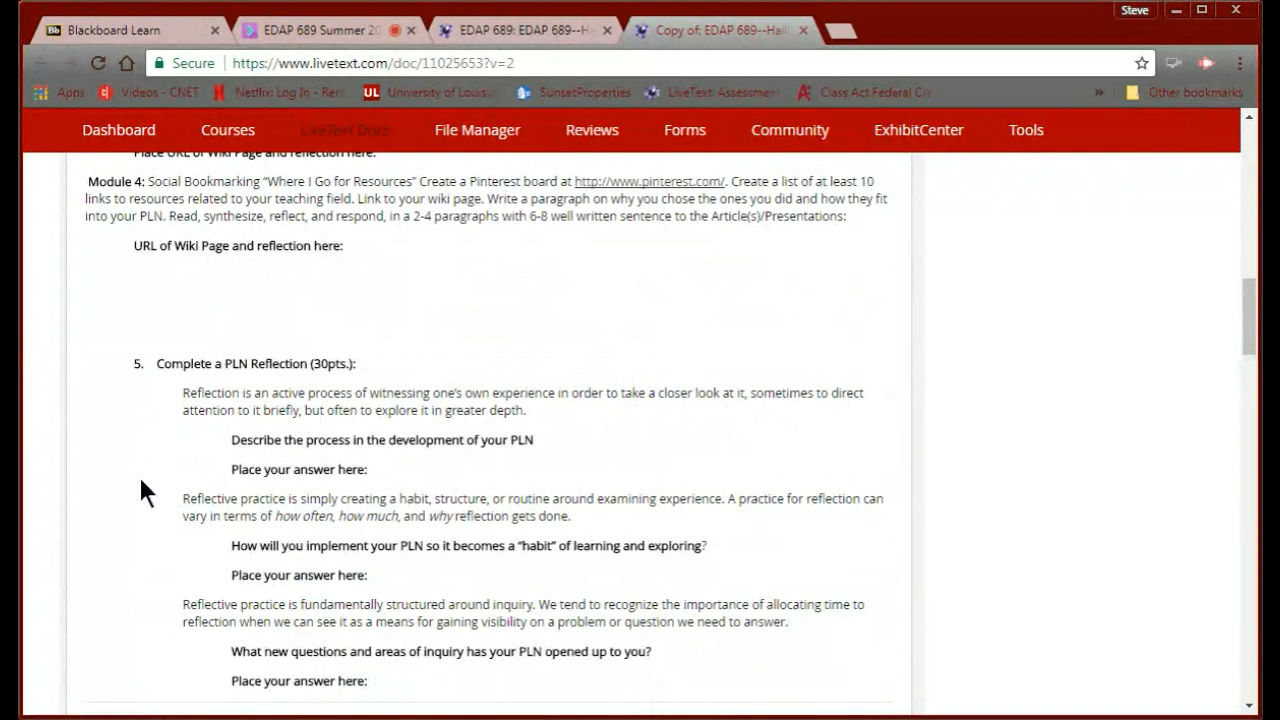 Steve
Blackboard Learn
EDAP 689 Summer 20
EDAP 689: EDAP 689--H
Copy of: EDAP 689--Hall
Secure https://www.livetext.com/doc/11025653?v=2
Apps Videos - CNET Netflix: Log In - Ren UL University of Louis SunsetProperties LiveText Assessmen Class Act Federal Cr » Other bookmarks
Dashboard Courses LiveText Docs File Manager Reviews Forms Community ExhibitCenter Tools
Place URL of Wiki Page and reflection here:
Module 4: Social Bookmarking “Where I Go for Resources” Create a Pinterest board at http://www.pinterest.com/. Create a list of at least 10
links to resources related to your teaching field. Link to your wiki page. Write a paragraph on why you chose the ones you did and how they fit
into your PLN. Read, synthesize, reflect, and respond, in a 2-4 paragraphs with 6-8 well written sentence to the Article(s)/Presentations:
URL of Wiki Page and reflection here:
5. Complete a PLN Reflection (30pts.):
Reflection is an active process of witnessing one’s own experience in order to take a closer look at it, sometimes to direct
attention to it briefly, but often to explore it in greater depth.
Describe the process in the development of your PLN
Place your answer here:
Reflective practice is simply creating a habit, structure, or routine around examining experience. A practice for reflection can
vary in terms of how often, how much, and why reflection gets done.
How will you implement your PLN so it becomes a “habit” of learning and exploring?
Place your answer here:
Reflective practice is fundamentally structured around inquiry. We tend to recognize the importance of allocating time to
reflection when we can see it as a means for gaining visibility on a problem or question we need to answer.
What new questions and areas of inquiry has your PLN opened up to you?
Place your answer here: